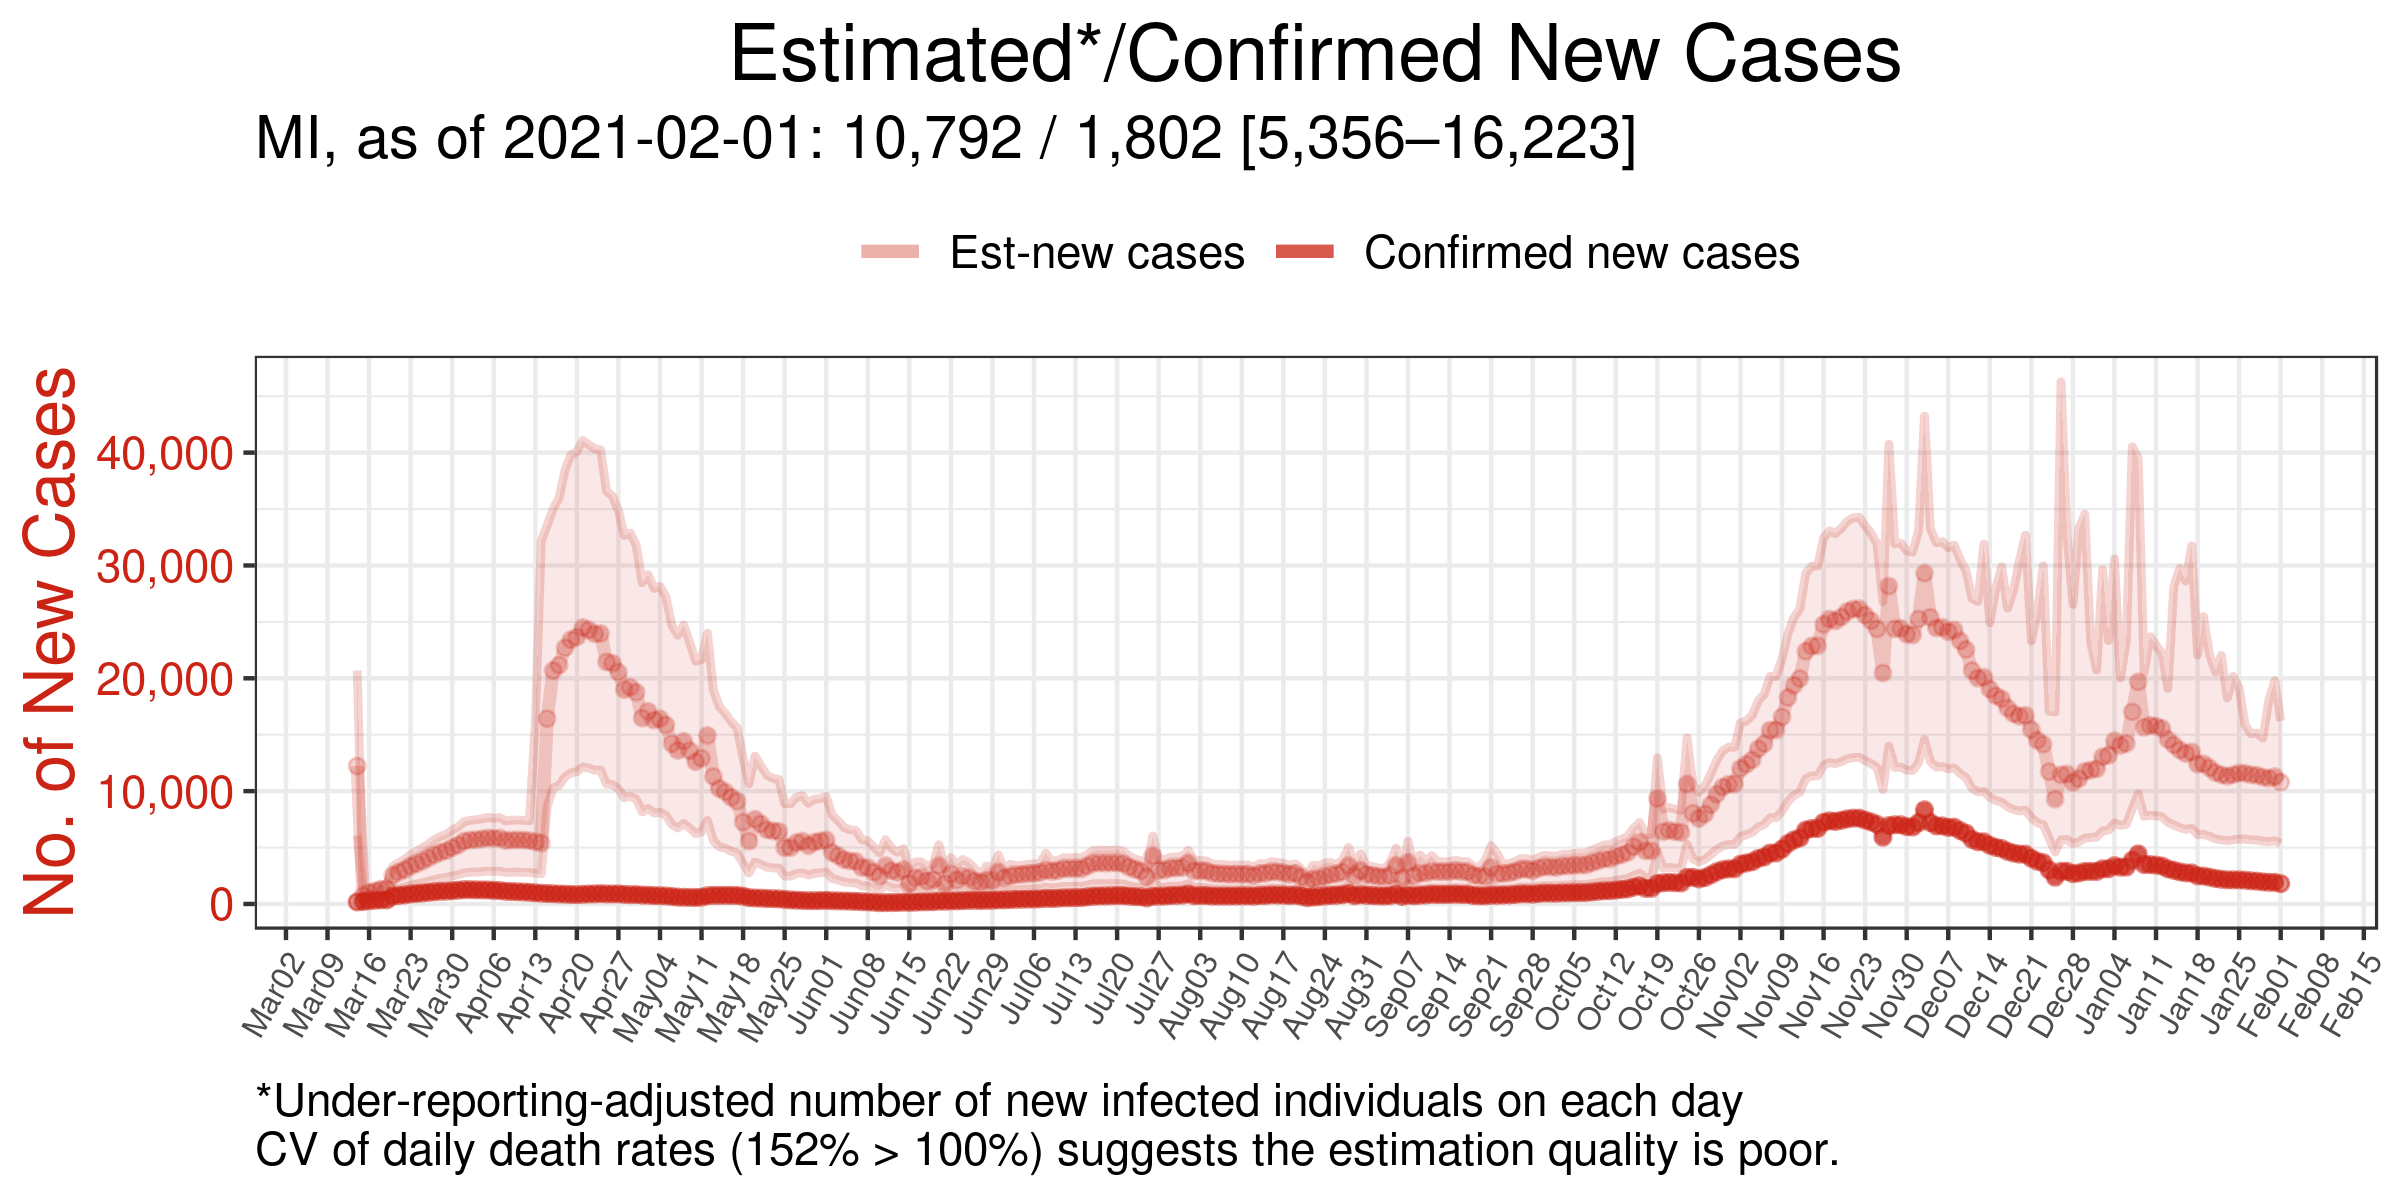 Estimated*/Confirmed New Cases
MI, as of 2021-02-01: 10,792 / 1,802 [5,356–16,223]
Est-new cases
Confirmed new cases
No. of New Cases
40,000
30,000
20,000
10,000
0
Mar02
Mar09
Mar16
Mar23
Mar30
Apr06
Apr13
Apr20
Apr27
May04
May11
May18
May25
Jun01
Jun08
Jun15
Jun22
Jun29
Jul06
Jul13
Jul20
Jul27
Aug03
Aug10
Aug17
Aug24
Aug31
Sep07
Sep14
Sep21
Sep28
Oct05
Oct12
Oct19
Oct26
Nov02
Nov09
Nov16
Nov23
Nov30
Dec07
Dec14
Dec21
Dec28
Jan04
Jan11
Jan18
Jan25
Feb01
Feb08
Feb15
*Under-reporting-adjusted number of new infected individuals on each day
CV of daily death rates (152% > 100%) suggests the estimation quality is poor.